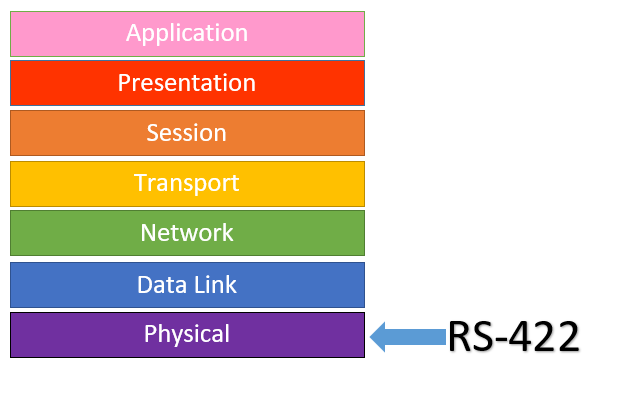 Application
Presentation
Session
Transport
Network
Data Link
Physical
RS-422